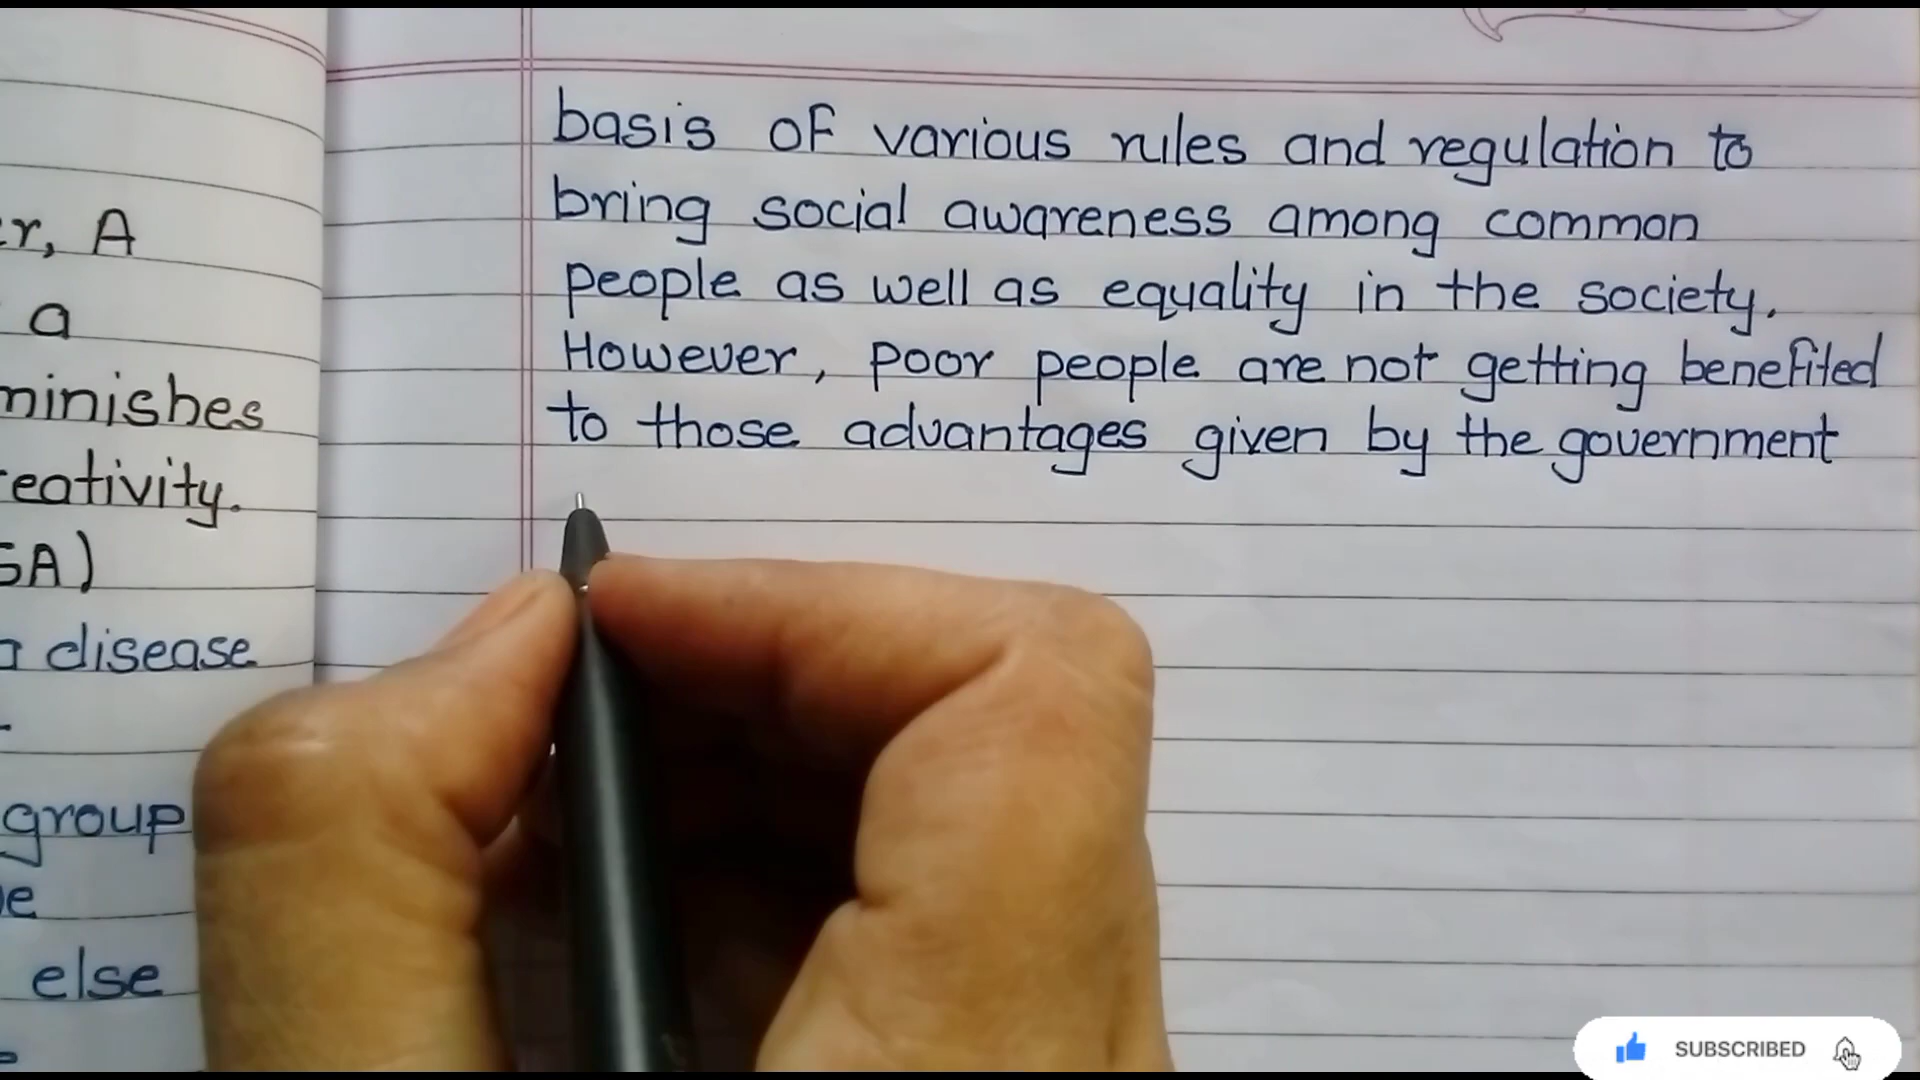 er, A
a
minishes
reativity.
SA)
a disease
group
else
basis of various rules and regulation to
bring social awareness among common
people as well as equality in the society.
However, poor people are not getting benefited
to those advantages given by the government
SUBSCRIBED